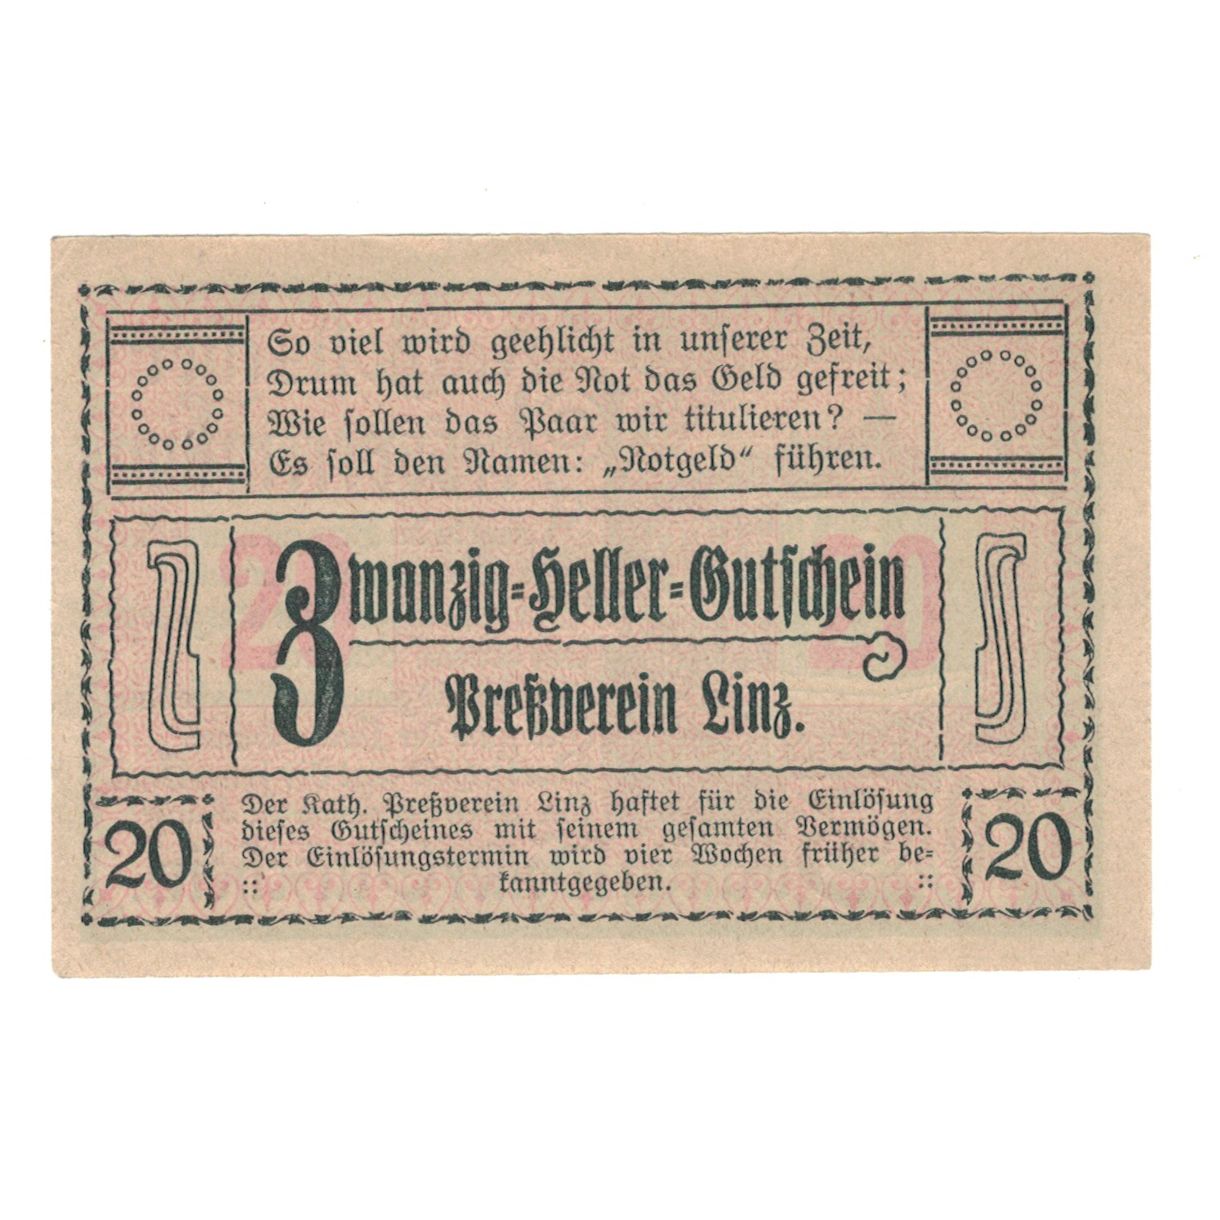 So viel wird geehlicht in unserer Zeit,
Drum hat auch die Not das Geld gefreit;
Wie sollen das Paar wir titulieren? —
Es soll den Namen: „Notgeld“ führen.
20 20
Zwanzig-Heller-Gutschein
Preßverein Linz.
20
Der Kath. Preßverein Linz haftet für die Einlösung
dieses Gutscheines mit seinem gesamten Vermögen.
Der Einlösungstermin wird vier Wochen früher be-
:: kanntgegeben. ::
20